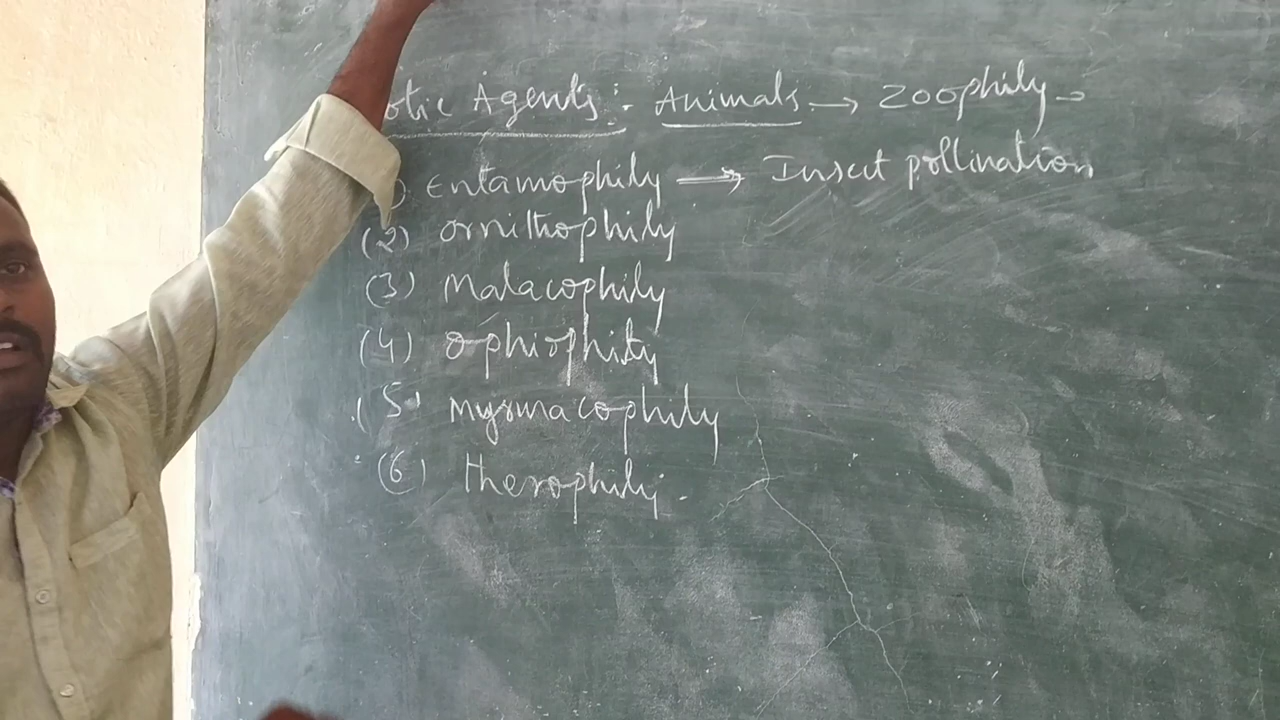 otic Agents :- Animals → Zoophily -
) Entamophily → Insect pollination
(2) ornithophily
(3) Malacophily
(4) Ophiophily
(5) Myrmacophily
(6) therophily.